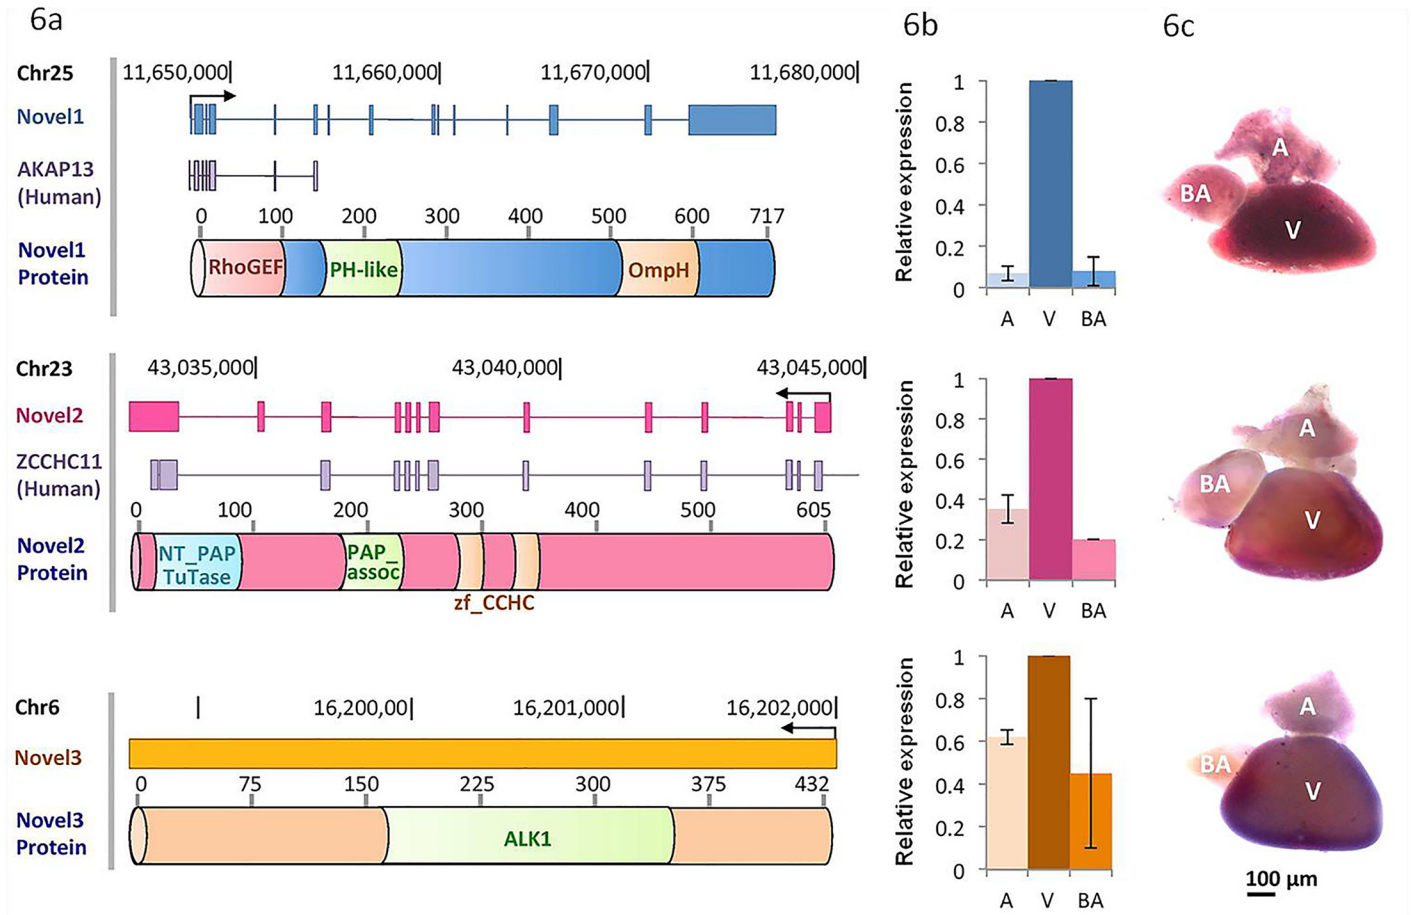 6a
6b
6c
Chr25
11,650,000
11,660,000
11,670,000
11,680,000
Novel1
AKAP13
(Human)
0 100 200 300 400 500 600 717
Novel1
Protein
RhoGEF
PH-like
OmpH
Relative expression
1
0.8
0.6
0.4
0.2
0
A V BA
A
BA
V
Chr23
43,035,000
43,040,000
43,045,000
Novel2
ZCCHC11
(Human)
0 100 200 300 400 500 605
Novel2
Protein
NT_PAP
TuTase
PAP_
assoc
zf_CCHC
Relative expression
1
0.8
0.6
0.4
0.2
0
A V BA
A
BA
V
Chr6
16,200,00
16,201,000
16,202,000
Novel3
0 75 150 225 300 375 432
Novel3
Protein
ALK1
Relative expression
1
0.8
0.6
0.4
0.2
0
A V BA
A
BA
V
100 µm